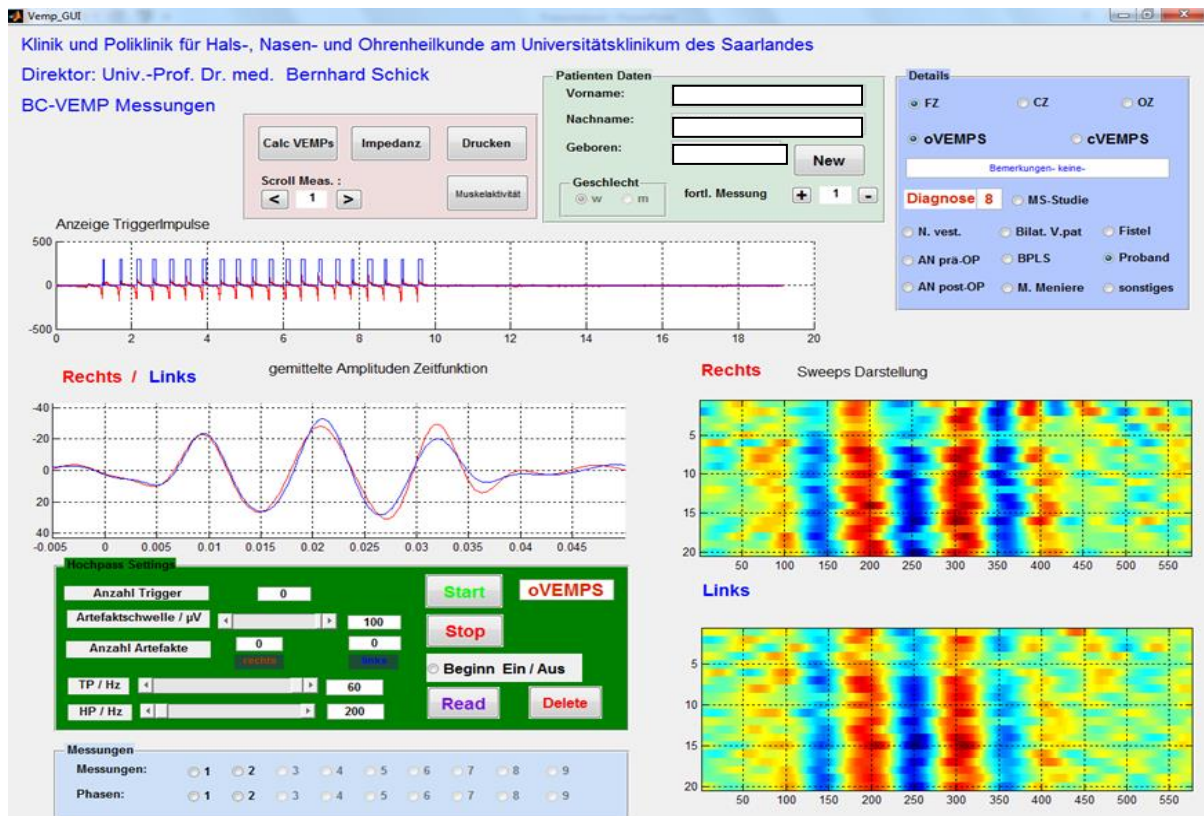 Vemp_GUI
Klinik und Poliklinik für Hals-, Nasen- und Ohrenheilkunde am Universitätsklinikum des Saarlandes
Direktor: Univ.-Prof. Dr. med. Bernhard Schick
BC-VEMP Messungen
Calc VEMPs Impedanz Drucken
Scroll Meas. :
< 1 > Muskelaktivität
Patienten Daten
Vorname:
Nachname:
Geboren:
New
Geschlecht
w m
fortl. Messung + 1 -
Details
FZ CZ OZ
oVEMPS cVEMPS
Bemerkungen- keine-
Diagnose 8 MS-Studie
N. vest. Bilat. V.pat Fistel
AN prä-OP BPLS Proband
AN post-OP M. Meniere sonstiges
Anzeige TriggerImpulse
500
0
-500
0 2 4 6 8 10 12 14 16 18 20
Rechts / Links gemittelte Amplituden Zeitfunktion
-40
-20
0
20
40
-0.005 0 0.005 0.01 0.015 0.02 0.025 0.03 0.035 0.04 0.045
Rechts Sweeps Darstellung
5
10
15
20
50 100 150 200 250 300 350 400 450 500 550
Links
5
10
15
20
50 100 150 200 250 300 350 400 450 500 550
Hochpass Settings
Anzahl Trigger 0
Artefaktschwelle / µV 100
Anzahl Artefakte 0 0
rechts links
TP / Hz 60
HP / Hz 200
Start oVEMPS
Stop
Beginn Ein / Aus
Read Delete
Messungen
Messungen: 1 2 3 4 5 6 7 8 9
Phasen: 1 2 3 4 5 6 7 8 9